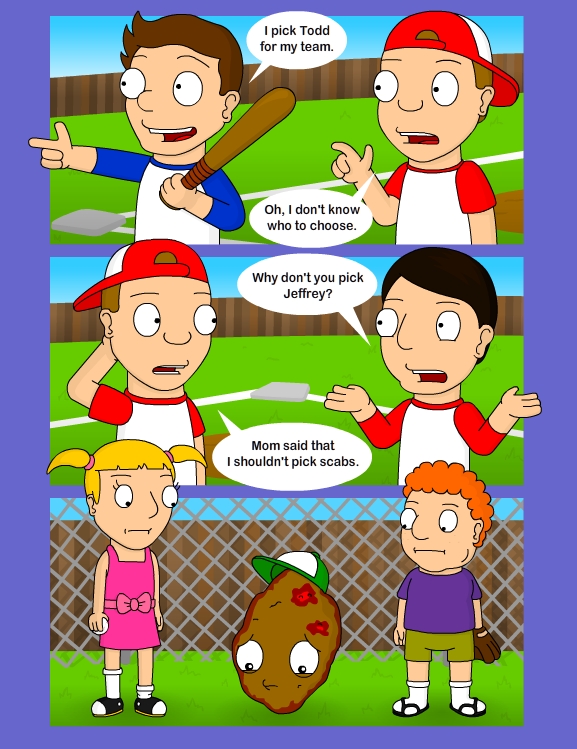 I pick Todd
for my team.
Oh, I don't know
who to choose.
Why don't you pick
Jeffrey?
Mom said that
I shouldn't pick scabs.